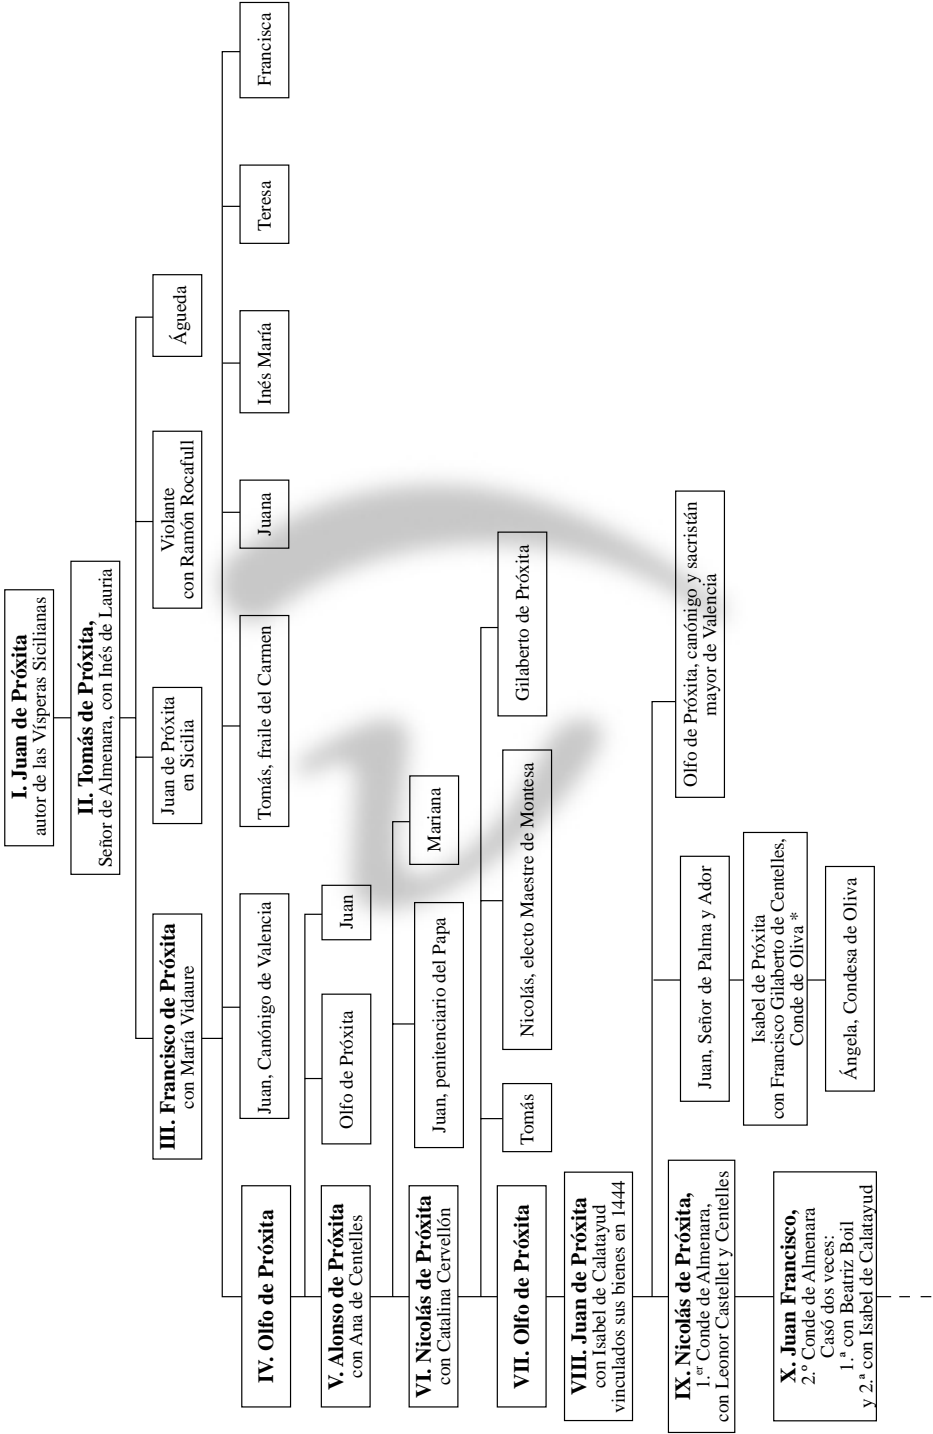 I. Juan de Próxita
autor de las Vísperas Sicilianas
II. Tomás de Próxita,
Señor de Almenara, con Inés de Lauria
III. Francisco de Próxita
con María Vidaure
Juan de Próxita
en Sicilia
Violante
con Ramón Rocafull
Águeda
IV. Olfo de Próxita
Juan, Canónigo de Valencia
Tomás, fraile del Carmen
Juana
Inés María
Teresa
Francisca
V. Alonso de Próxita
con Ana de Centelles
Olfo de Próxita
Juan
VI. Nicolás de Próxita
con Catalina Cervellón
Juan, penitenciario del Papa
Mariana
VII. Olfo de Próxita
Tomás
Nicolás, electo Maestre de Montesa
Gilaberto de Próxita
VIII. Juan de Próxita
con Isabel de Calatayud
vinculados sus bienes en 1444
IX. Nicolás de Próxita,
1.er Conde de Almenara,
con Leonor Castellet y Centelles
Juan, Señor de Palma y Ador
Olfo de Próxita, canónigo y sacristán
mayor de Valencia
Isabel de Próxita
con Francisco Gilaberto de Centelles,
Conde de Oliva *
Ángela, Condesa de Oliva
X. Juan Francisco,
2.º Conde de Almenara
Casó dos veces:
1.ª con Beatriz Boil
y 2.ª con Isabel de Calatayud